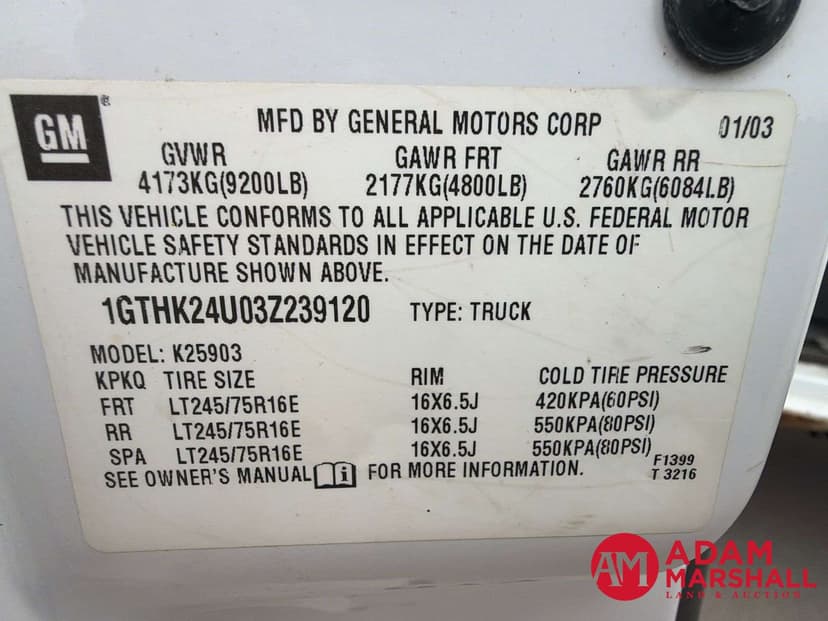 GM
MFD BY GENERAL MOTORS CORP 01/03
GVWR GAWR FRT GAWR RR
4173KG(9200LB) 2177KG(4800LB) 2760KG(6084LB)
THIS VEHICLE CONFORMS TO ALL APPLICABLE U.S. FEDERAL MOTOR
VEHICLE SAFETY STANDARDS IN EFFECT ON THE DATE OF
MANUFACTURE SHOWN ABOVE.
1GTHK24U03Z239120 TYPE: TRUCK
MODEL: K25903
KPKQ TIRE SIZE RIM COLD TIRE PRESSURE
FRT LT245/75R16E 16X6.5J 420KPA(60PSI)
RR LT245/75R16E 16X6.5J 550KPA(80PSI)
SPA LT245/75R16E 16X6.5J 550KPA(80PSI)
SEE OWNER'S MANUAL i FOR MORE INFORMATION.
F1399
T 3216
AM ADAM
MARSHALL
LAND & AUCTION